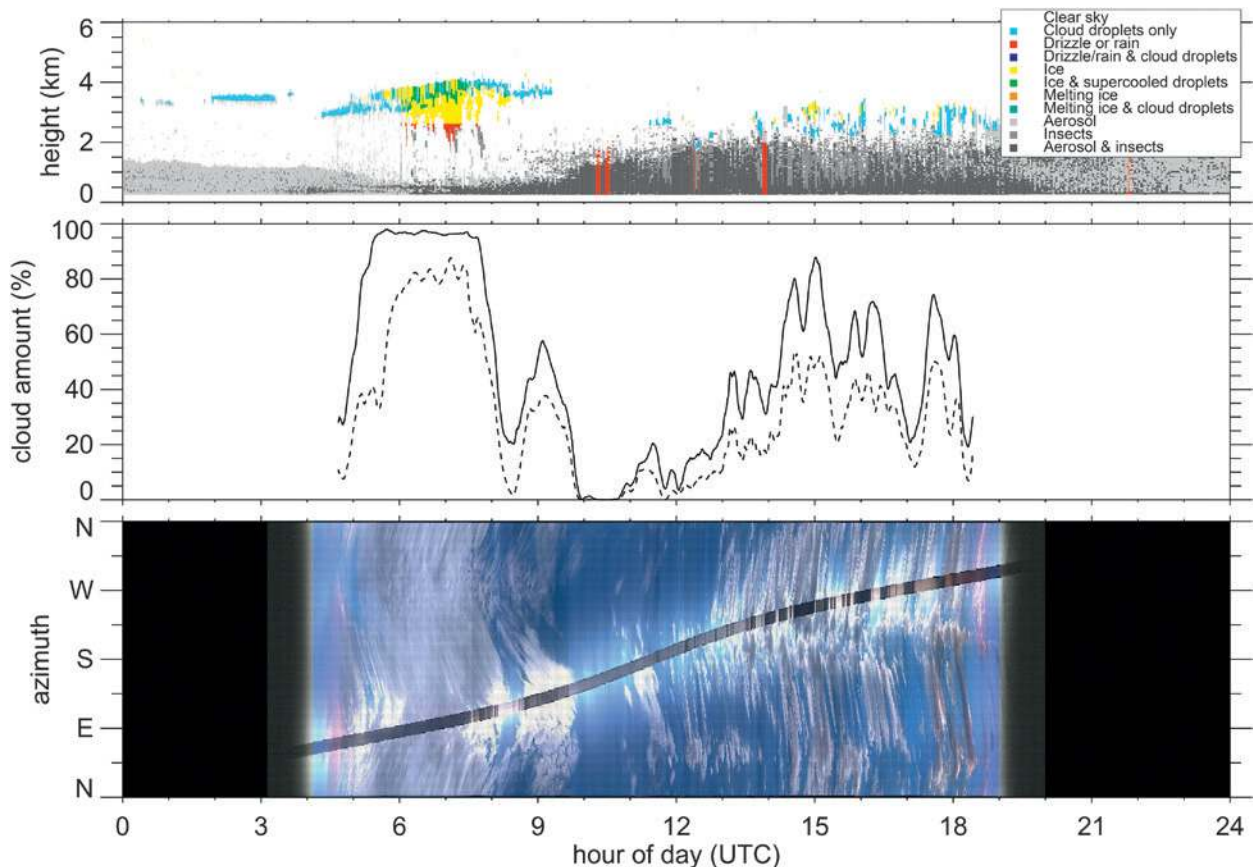 6
4
2
0
height (km)
Clear sky
Cloud droplets only
Drizzle or rain
Drizzle/rain & cloud droplets
Ice
Ice & supercooled droplets
Melting ice
Melting ice & cloud droplets
Aerosol
Insects
Aerosol & insects
100
80
60
40
20
0
cloud amount (%)
N
W
S
E
N
azimuth
0 3 6 9 12 15 18 21 24
hour of day (UTC)